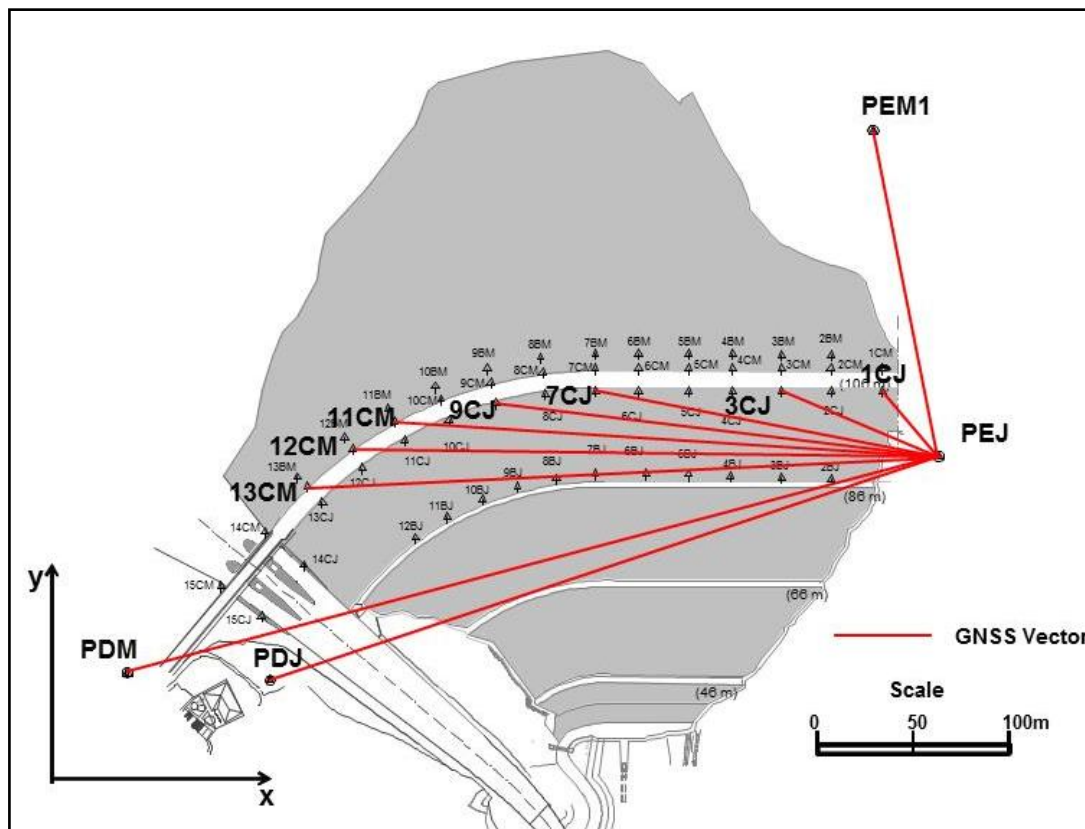 PEM1
8BM
7BM
6BM
5BM
4BM
3BM
2BM
9BM
8CM
7CM
6CM
5CM
4CM
3CM
2CM
1CM
10BM
9CM
7CJ
3CJ
1CJ
(106 m)
11BM
10CM
9CJ
8CJ
6CJ
5CJ
4CJ
2CJ
11CM
12BM
10CJ
PEJ
12CM
11CJ
7BJ
6BJ
5BJ
4BJ
3BJ
2BJ
13BM
12CJ
8BJ
9BJ
13CM
10BJ
(86 m)
13CJ
11BJ
14CM
12BJ
14CJ
y
15CM
(66 m)
15CJ
GNSS Vector
PDM
PDJ
Scale
(46 m)
0 50 100m
x